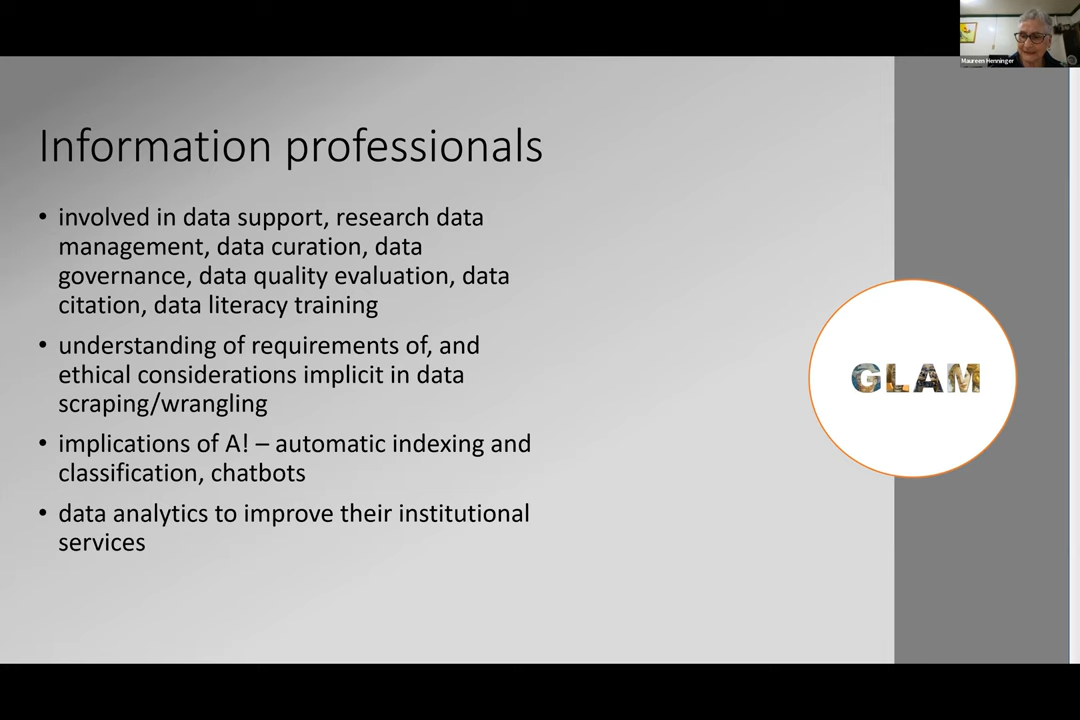 Maureen Henninger
Information professionals
• involved in data support, research data
management, data curation, data
governance, data quality evaluation, data
citation, data literacy training
• understanding of requirements of, and
ethical considerations implicit in data
scraping/wrangling
• implications of A! – automatic indexing and
classification, chatbots
• data analytics to improve their institutional
services
GLAM